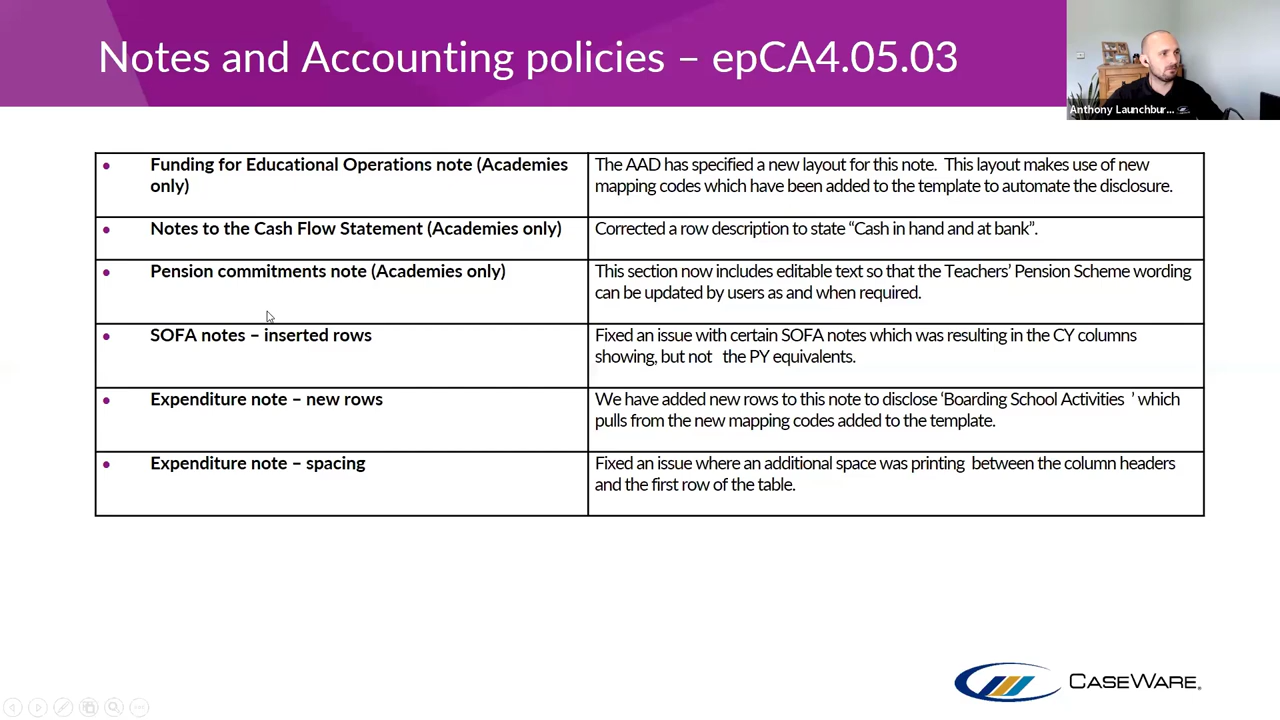 Notes and Accounting policies – epCA4.05.03
Anthony Launchbur...
• Funding for Educational Operations note (Academies
only)
The AAD has specified a new layout for this note. This layout makes use of new
mapping codes which have been added to the template to automate the disclosure.
• Notes to the Cash Flow Statement (Academies only)
Corrected a row description to state “Cash in hand and at bank”.
• Pension commitments note (Academies only)
This section now includes editable text so that the Teachers’ Pension Scheme wording
can be updated by users as and when required.
• SOFA notes – inserted rows
Fixed an issue with certain SOFA notes which was resulting in the CY columns
showing, but not the PY equivalents.
• Expenditure note – new rows
We have added new rows to this note to disclose ‘Boarding School Activities ’ which
pulls from the new mapping codes added to the template.
• Expenditure note – spacing
Fixed an issue where an additional space was printing between the column headers
and the first row of the table.
CASEWARE.